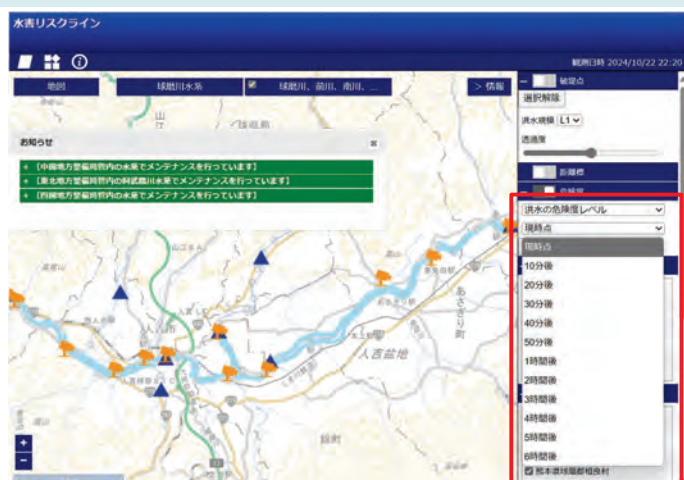 水害リスクライン
観測日時 2024/10/22 22:20
地図
球磨川水系
球磨川、前川、南川、...
> 情報
破定点
選択解除
洪水規模 L1
透過度
距離標
危険度
洪水の危険度レベル
現時点
現時点
10分後
20分後
30分後
40分後
50分後
1時間後
2時間後
3時間後
4時間後
5時間後
6時間後
熊本県球磨郡相良村
お知らせ
+ 【中国地方整備局管内の水系でメンテナンスを行っています】
+ 【東北地方整備局管内の阿武隈川水系でメンテナンスを行っています】
+ 【四国地方整備局管内の水系でメンテナンスを行っています】
山江
人吉市
人吉盆地
あさぎり町
錦町
+
-